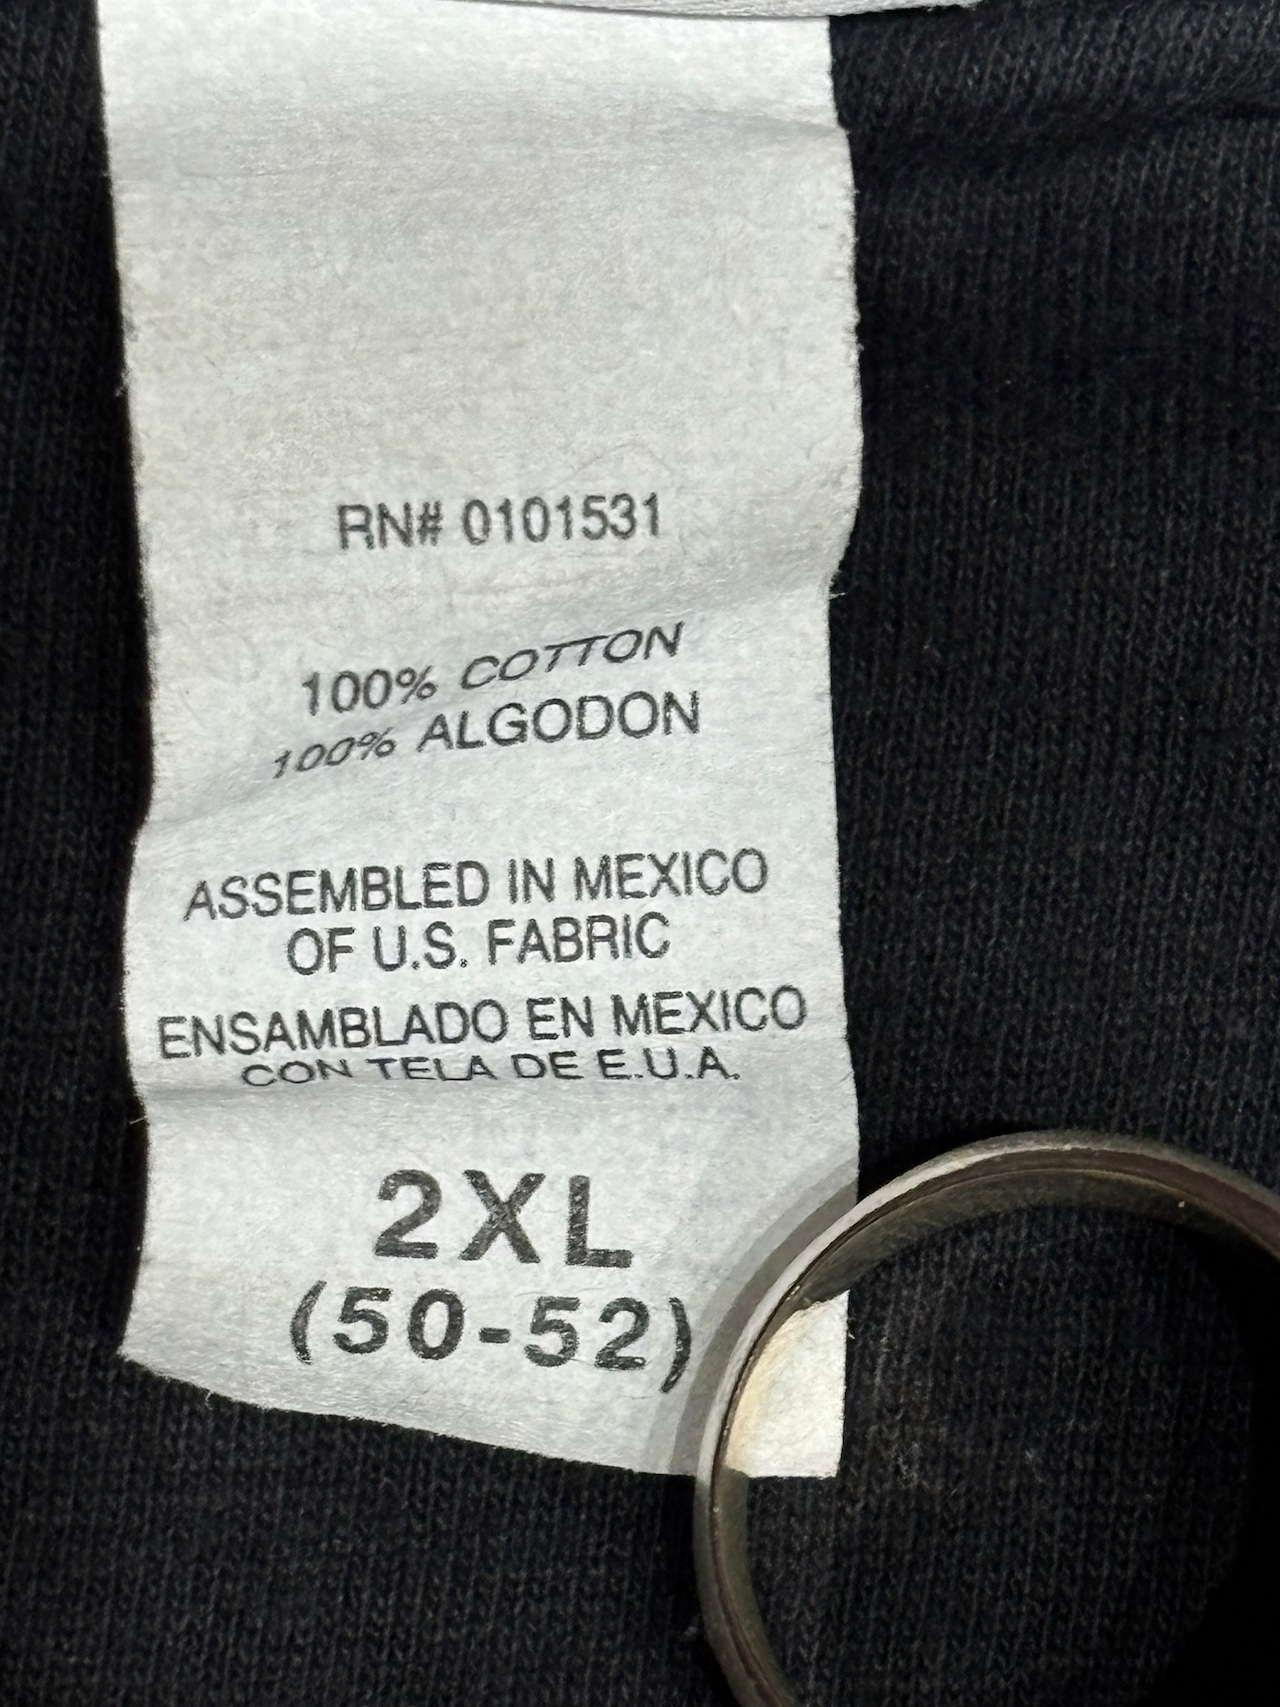 RN# 0101531
100% COTTON
100% ALGODON
ASSEMBLED IN MEXICO
OF U.S. FABRIC
ENSAMBLADO EN MEXICO
CON TELA DE E.U.A.
2XL
(50-52)